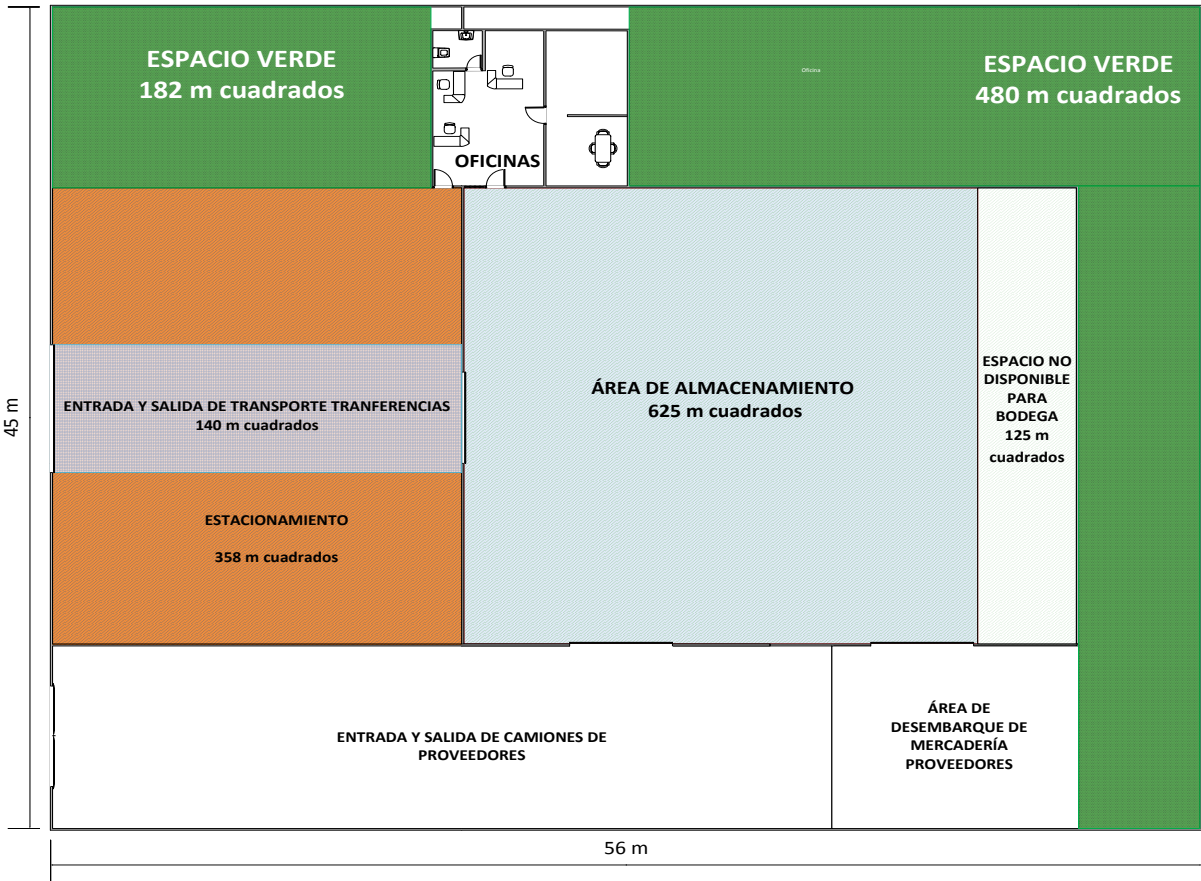 ESPACIO VERDE
182 m cuadrados
Oficina
ESPACIO VERDE
480 m cuadrados
OFICINAS
45 m
ENTRADA Y SALIDA DE TRANSPORTE TRANFERENCIAS
140 m cuadrados
ÁREA DE ALMACENAMIENTO
625 m cuadrados
ESPACIO NO
DISPONIBLE
PARA
BODEGA
125 m
cuadrados
ESTACIONAMIENTO
358 m cuadrados
ENTRADA Y SALIDA DE CAMIONES DE
PROVEEDORES
ÁREA DE
DESEMBARQUE DE
MERCADERÍA
PROVEEDORES
56 m